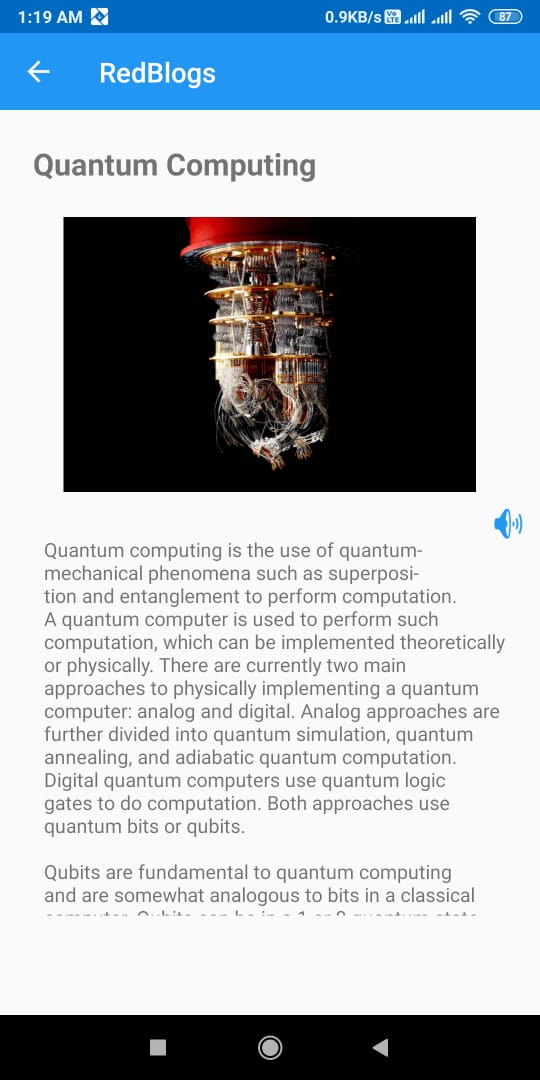 1:19 AM 0.9KB/s Vo LTE 87
RedBlogs
Quantum Computing
Quantum computing is the use of quantum-
mechanical phenomena such as superposi-
tion and entanglement to perform computation.
A quantum computer is used to perform such
computation, which can be implemented theoretically
or physically. There are currently two main
approaches to physically implementing a quantum
computer: analog and digital. Analog approaches are
further divided into quantum simulation, quantum
annealing, and adiabatic quantum computation.
Digital quantum computers use quantum logic
gates to do computation. Both approaches use
quantum bits or qubits.
Qubits are fundamental to quantum computing
and are somewhat analogous to bits in a classical